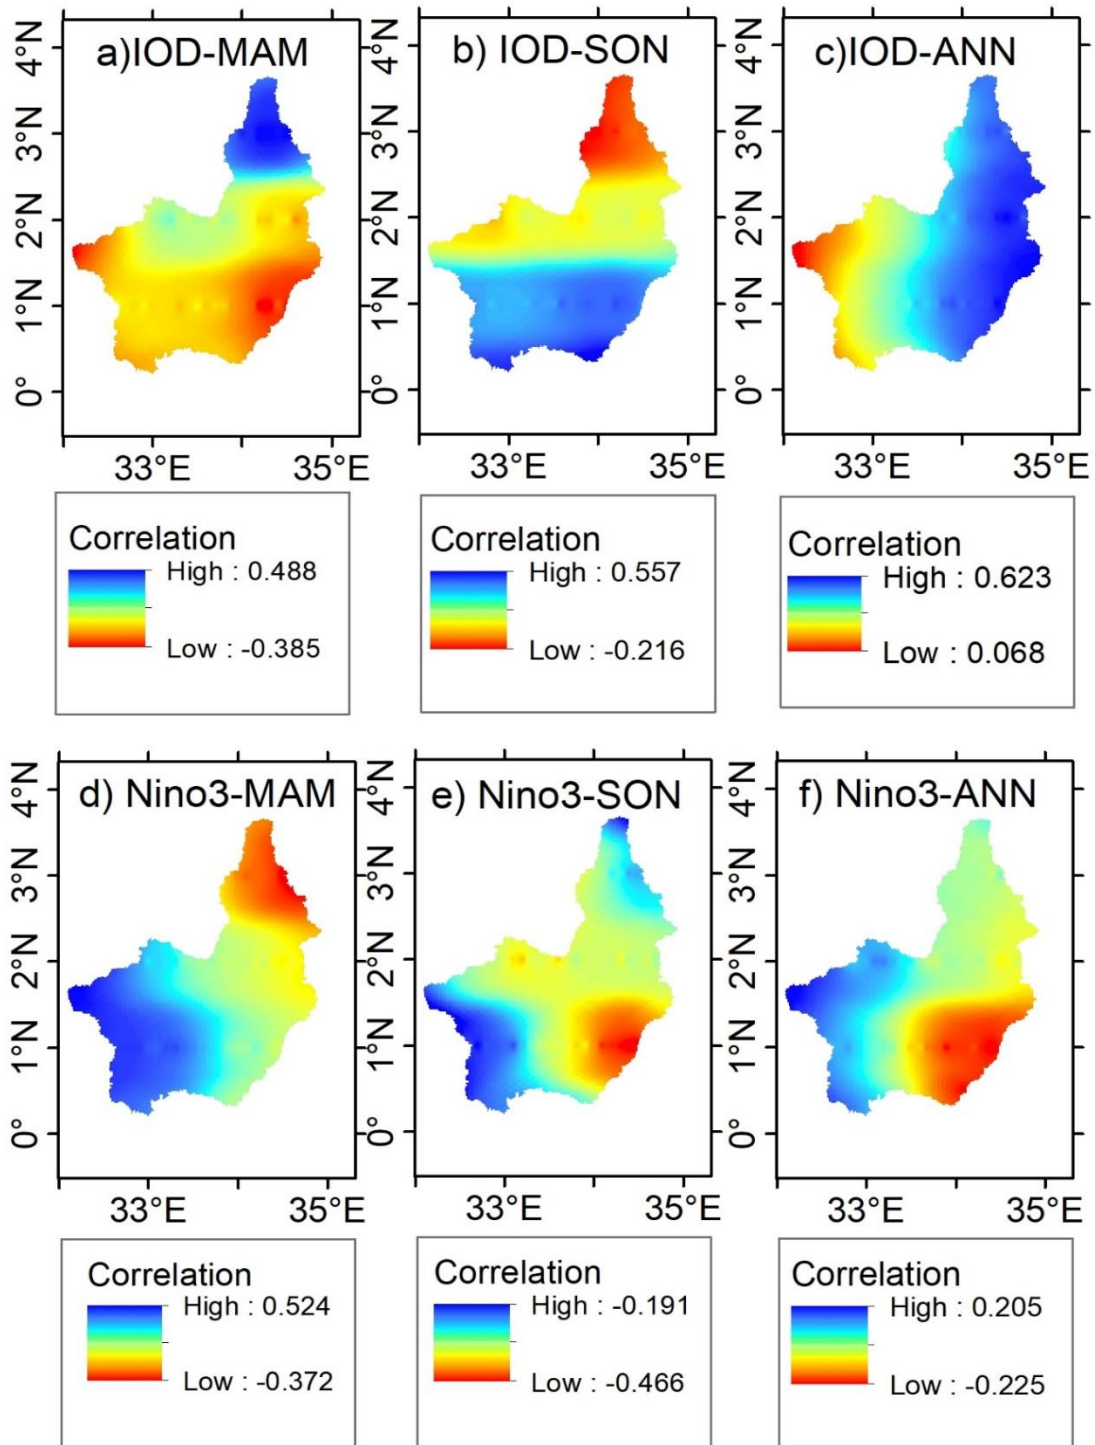 a)IOD-MAM
b) IOD-SON
c)IOD-ANN
4°N
3°N
2°N
1°N
0°
4°N
3°N
2°N
1°N
0°
4°N
3°N
2°N
1°N
0°
33°E 35°E
33°E 35°E
33°E 35°E
Correlation
High : 0.488
Low : -0.385
Correlation
High : 0.557
Low : -0.216
Correlation
High : 0.623
Low : 0.068
d) Nino3-MAM
e) Nino3-SON
f) Nino3-ANN
4°N
3°N
2°N
1°N
0°
4°N
3°N
2°N
1°N
0°
4°N
3°N
2°N
1°N
0°
33°E 35°E
33°E 35°E
33°E 35°E
Correlation
High : 0.524
Low : -0.372
Correlation
High : -0.191
Low : -0.466
Correlation
High : 0.205
Low : -0.225